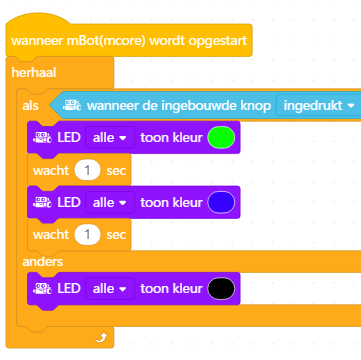 wanneer mBot(mcore) wordt opgestart
herhaal
als wanneer de ingebouwde knop ingedrukt
LED alle toon kleur
wacht 1 sec
LED alle toon kleur
wacht 1 sec
anders
LED alle toon kleur